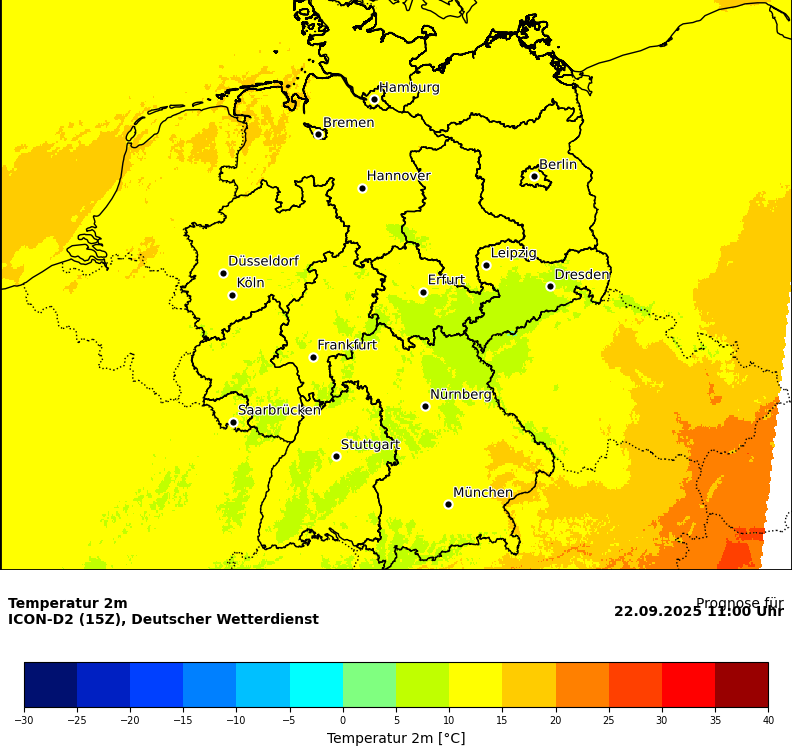 Hamburg
Bremen
Berlin
Hannover
Leipzig
Düsseldorf
Dresden
Köln
Erfurt
Frankfurt
Nürnberg
Saarbrücken
Stuttgart
München
Temperatur 2m
ICON-D2 (15Z), Deutscher Wetterdienst
Prognose für
22.09.2025 11:00 Uhr
−30 −25 −20 −15 −10 −5 0 5 10 15 20 25 30 35 40
Temperatur 2m [°C]